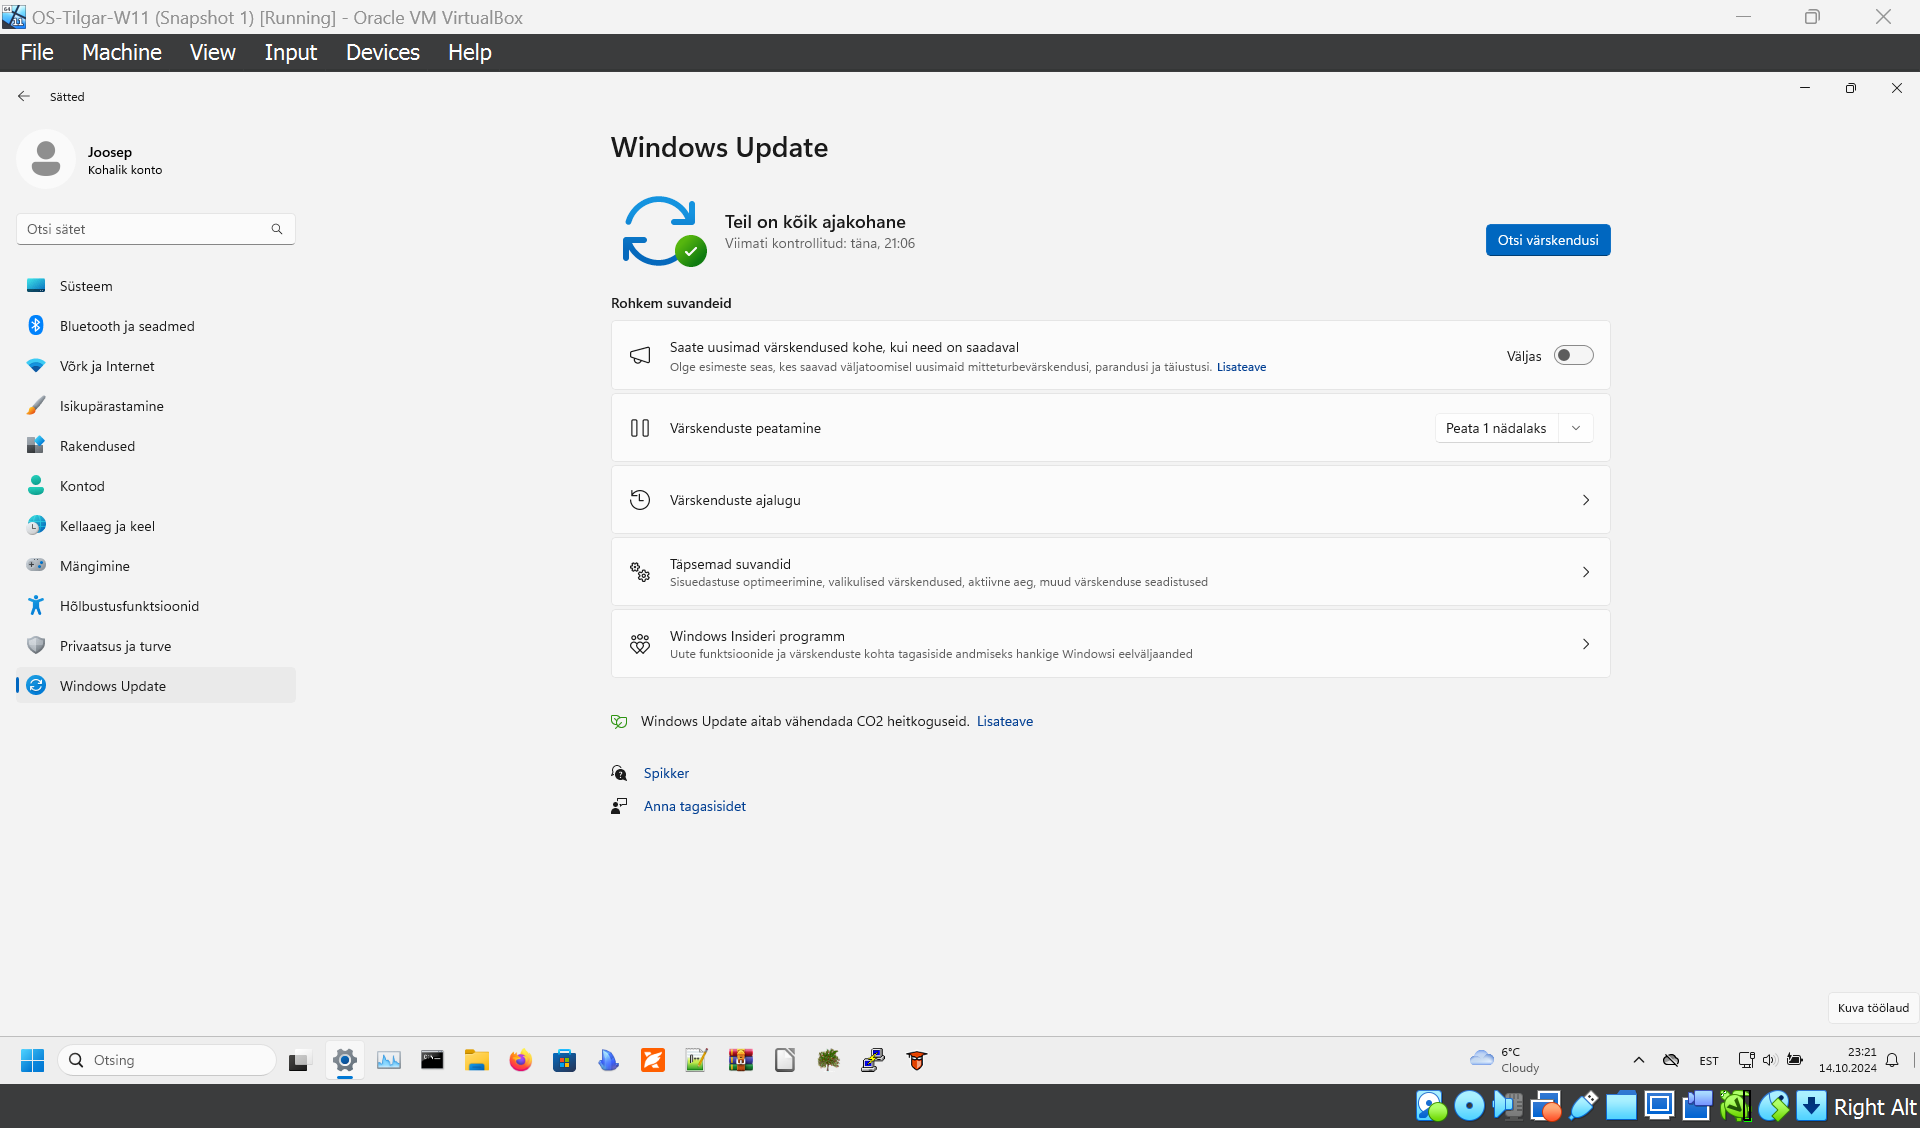 OS-Tilgar-W11 (Snapshot 1) [Running] - Oracle VM VirtualBox
File Machine View Input Devices Help
Sätted
Joosep
Kohalik konto
Otsi sätet
Süsteem
Bluetooth ja seadmed
Võrk ja Internet
Isikupärastamine
Rakendused
Kontod
Kellaaeg ja keel
Mängimine
Hõlbustusfunktsioonid
Privaatsus ja turve
Windows Update
Windows Update
Teil on kõik ajakohane
Viimati kontrollitud: täna, 21:06
Otsi värskendusi
Rohkem suvandeid
Saate uusimad värskendused kohe, kui need on saadaval
Olge esimeste seas, kes saavad väljatoomisel uusimaid mitteturbevärskendusi, parandusi ja täiustusi. Lisateave
Väljas
Värskenduste peatamine
Peata 1 nädalaks
Värskenduste ajalugu
Täpsemad suvandid
Sisuedastuse optimeerimine, valikulised värskendused, aktiivne aeg, muud värskenduse seadistused
Windows Insideri programm
Uute funktsioonide ja värskenduste kohta tagasiside andmiseks hankige Windowsi eelväljaanded
Windows Update aitab vähendada CO2 heitkoguseid. Lisateave
Spikker
Anna tagasisidet
Kuva töölaud
Otsing
6°C
Cloudy
EST
23:21
14.10.2024
Right Alt